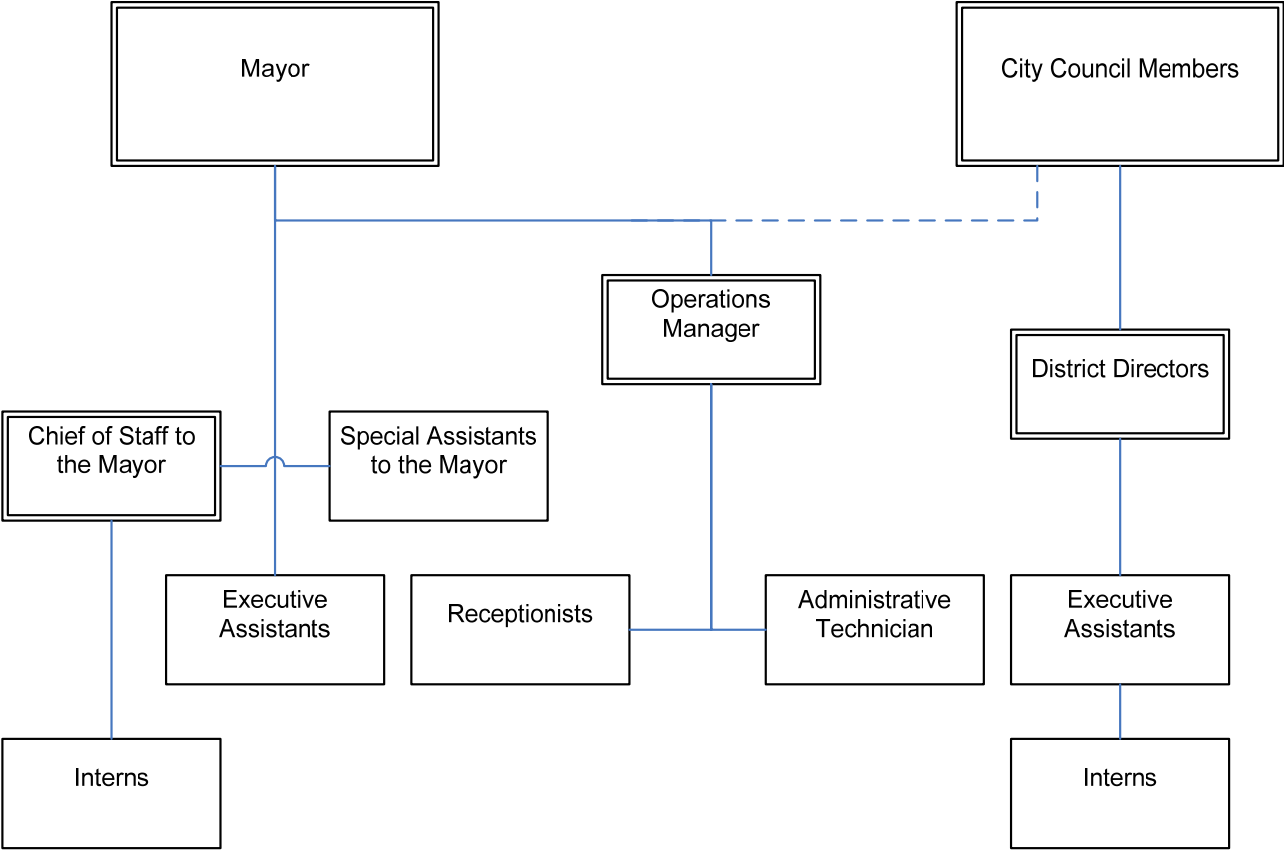 Mayor
City Council Members
Operations
Manager
District Directors
Chief of Staff to
the Mayor
Special Assistants
to the Mayor
Executive
Assistants
Receptionists
Administrative
Technician
Executive
Assistants
Interns
Interns